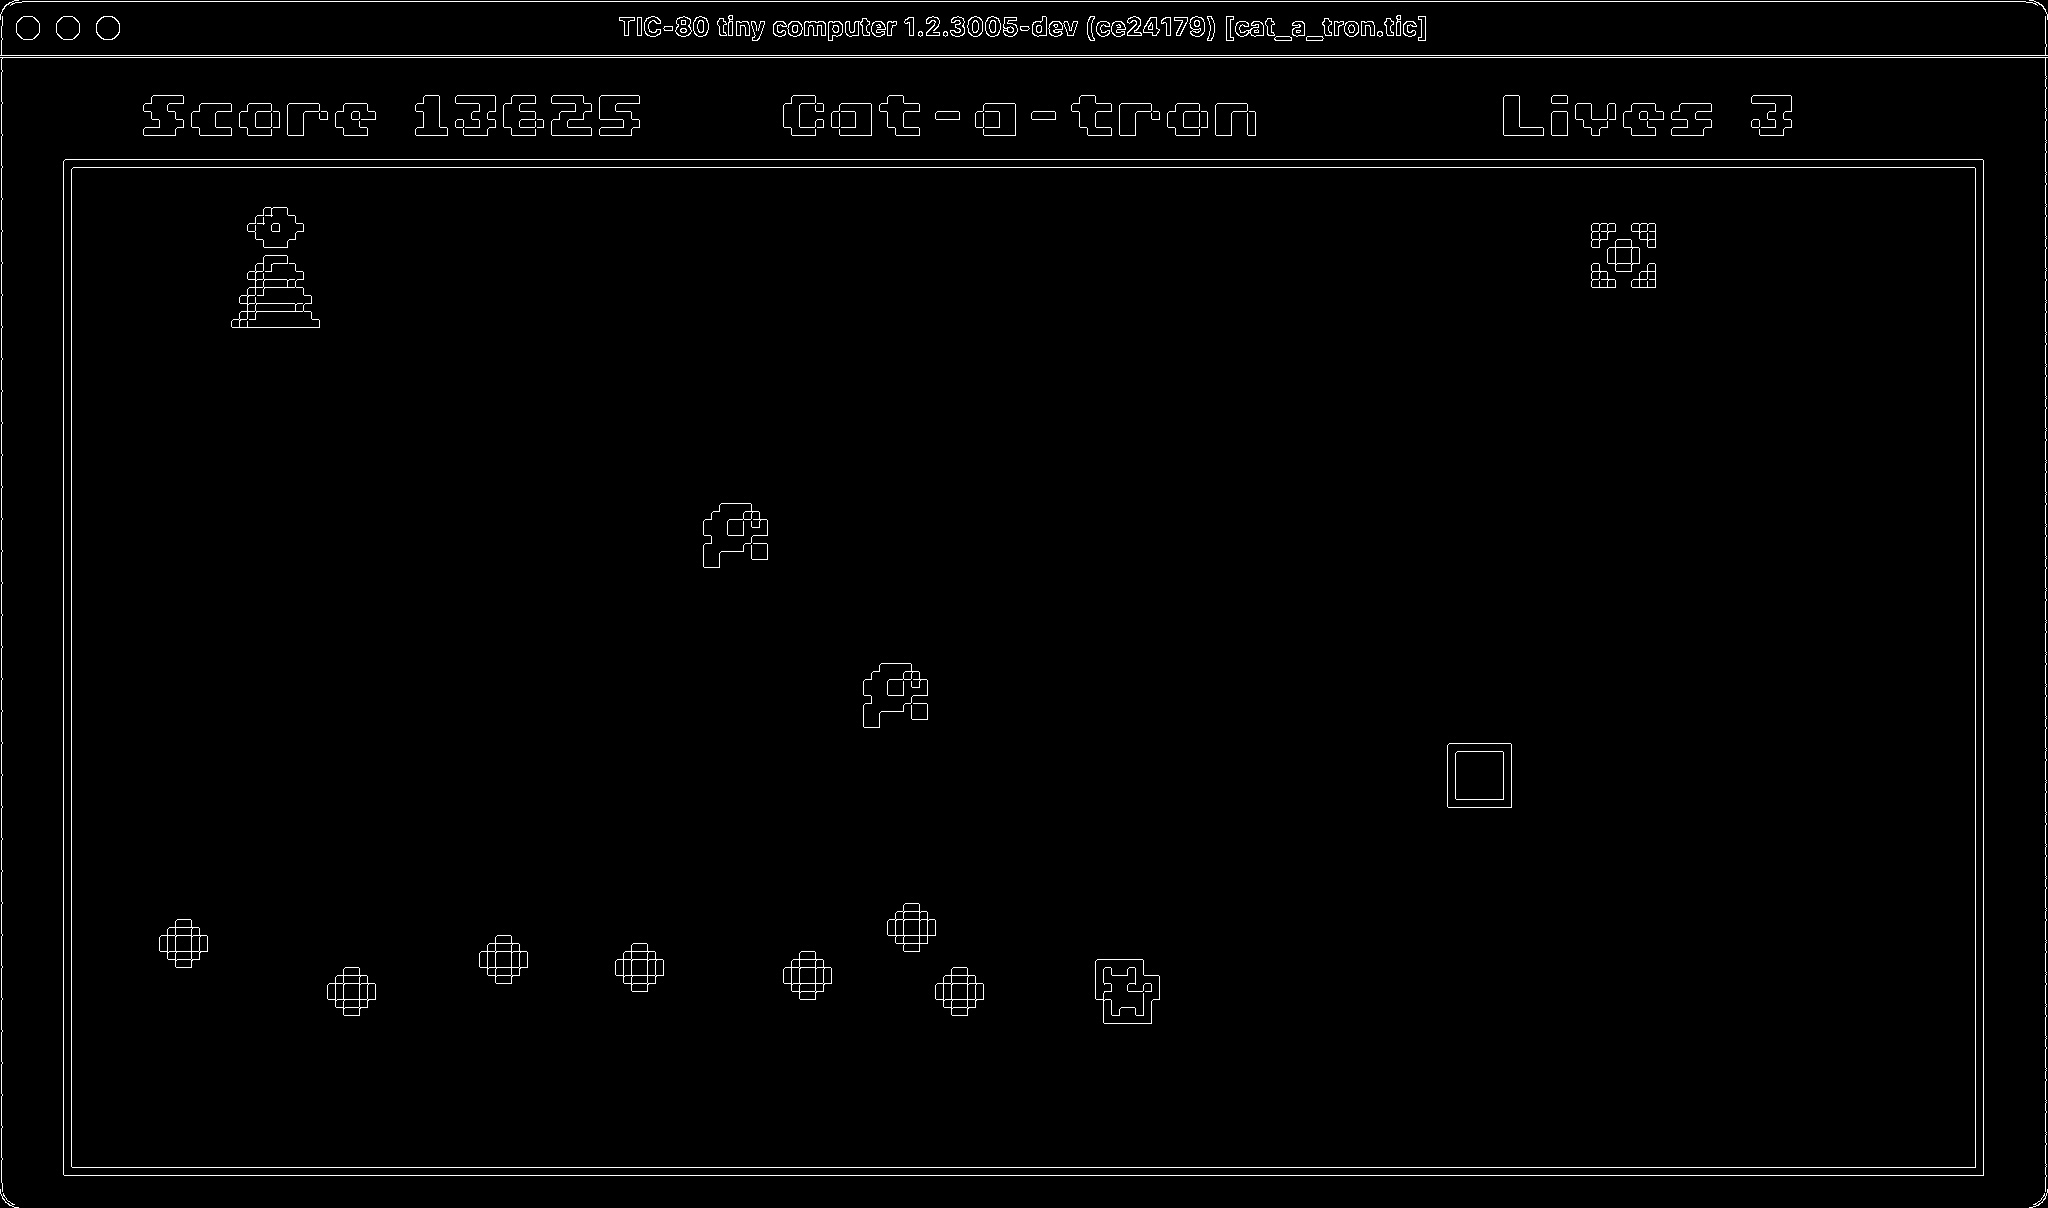 TIC-80 tiny computer 1.2.3005-dev (ce24179) [cat_a_tron.tic]
Score 13625 Cat-a-tron Lives 3